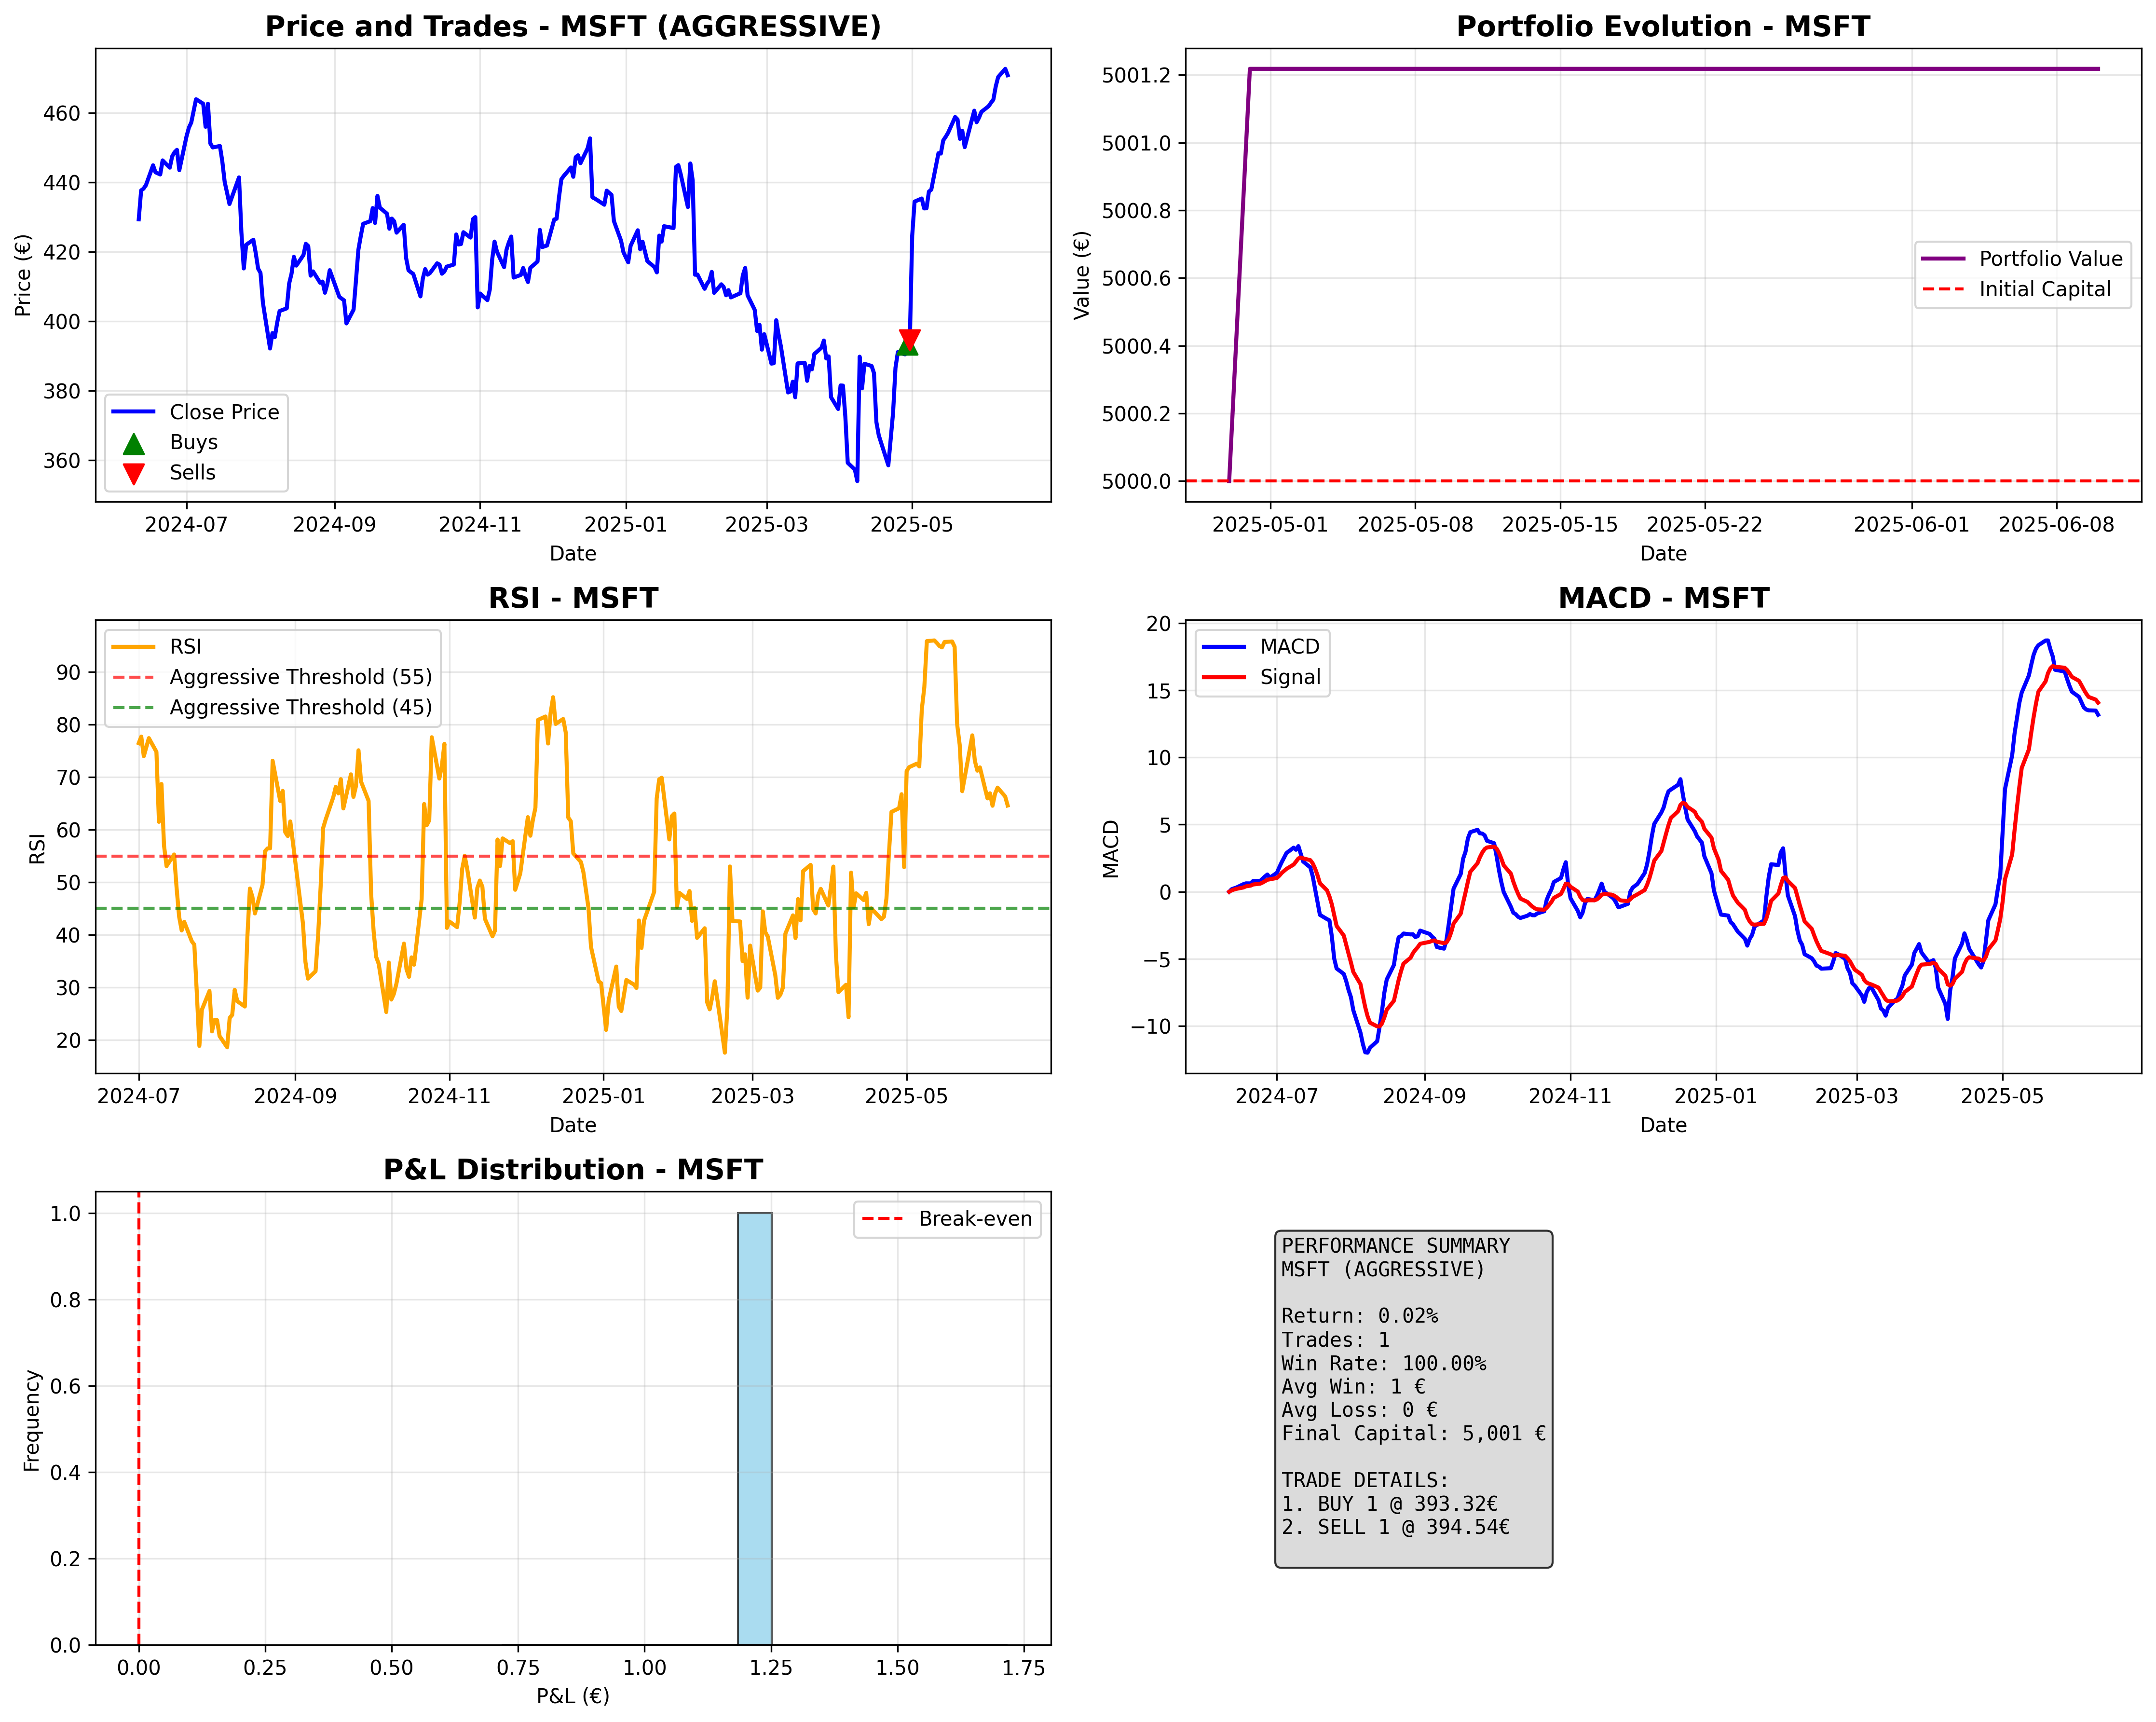 Price and Trades - MSFT (AGGRESSIVE)
Price (€)
460
440
420
400
380
360
Close Price
Buys
Sells
2024-07 2024-09 2024-11 2025-01 2025-03 2025-05
Date
Portfolio Evolution - MSFT
Value (€)
5001.2
5001.0
5000.8
5000.6
5000.4
5000.2
5000.0
Portfolio Value
Initial Capital
2025-05-01 2025-05-08 2025-05-15 2025-05-22 2025-06-01 2025-06-08
Date
RSI - MSFT
RSI
90
80
70
60
50
40
30
20
RSI
Aggressive Threshold (55)
Aggressive Threshold (45)
2024-07 2024-09 2024-11 2025-01 2025-03 2025-05
Date
MACD - MSFT
MACD
20
15
10
5
0
−5
−10
MACD
Signal
2024-07 2024-09 2024-11 2025-01 2025-03 2025-05
Date
P&L Distribution - MSFT
Frequency
1.0
0.8
0.6
0.4
0.2
0.0
Break-even
0.00 0.25 0.50 0.75 1.00 1.25 1.50 1.75
P&L (€)
PERFORMANCE SUMMARY
MSFT (AGGRESSIVE)
Return: 0.02%
Trades: 1
Win Rate: 100.00%
Avg Win: 1 €
Avg Loss: 0 €
Final Capital: 5,001 €
TRADE DETAILS:
1. BUY 1 @ 393.32€
2. SELL 1 @ 394.54€